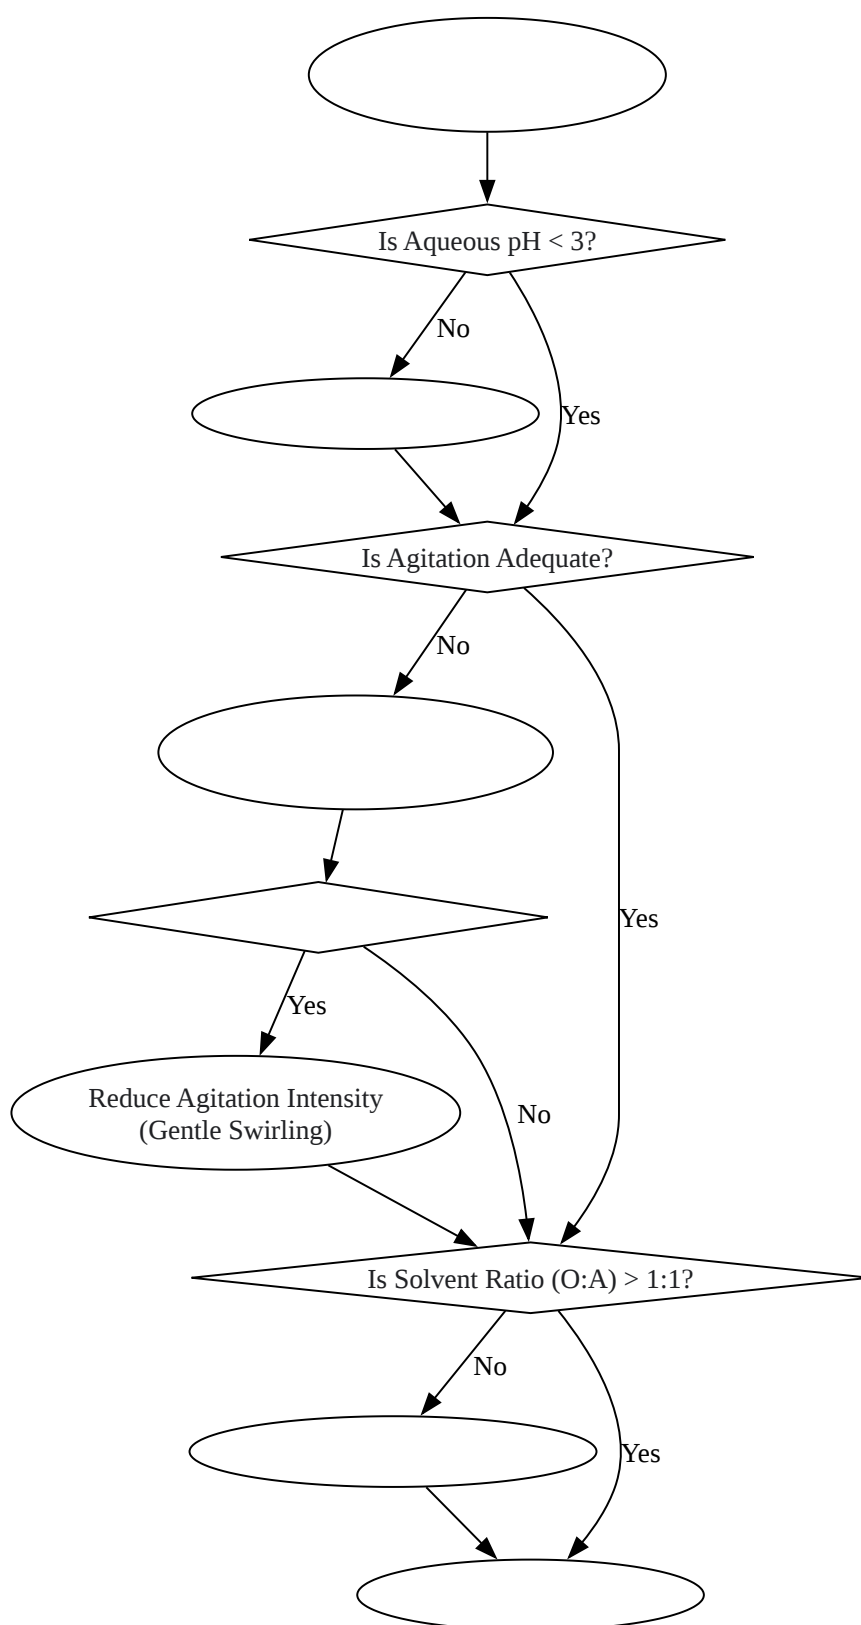 Is Aqueous pH < 3?
No
Yes
Is Agitation Adequate?
No
Yes
Yes
Reduce Agitation Intensity
(Gentle Swirling)
No
Is Solvent Ratio (O:A) > 1:1?
No
Yes